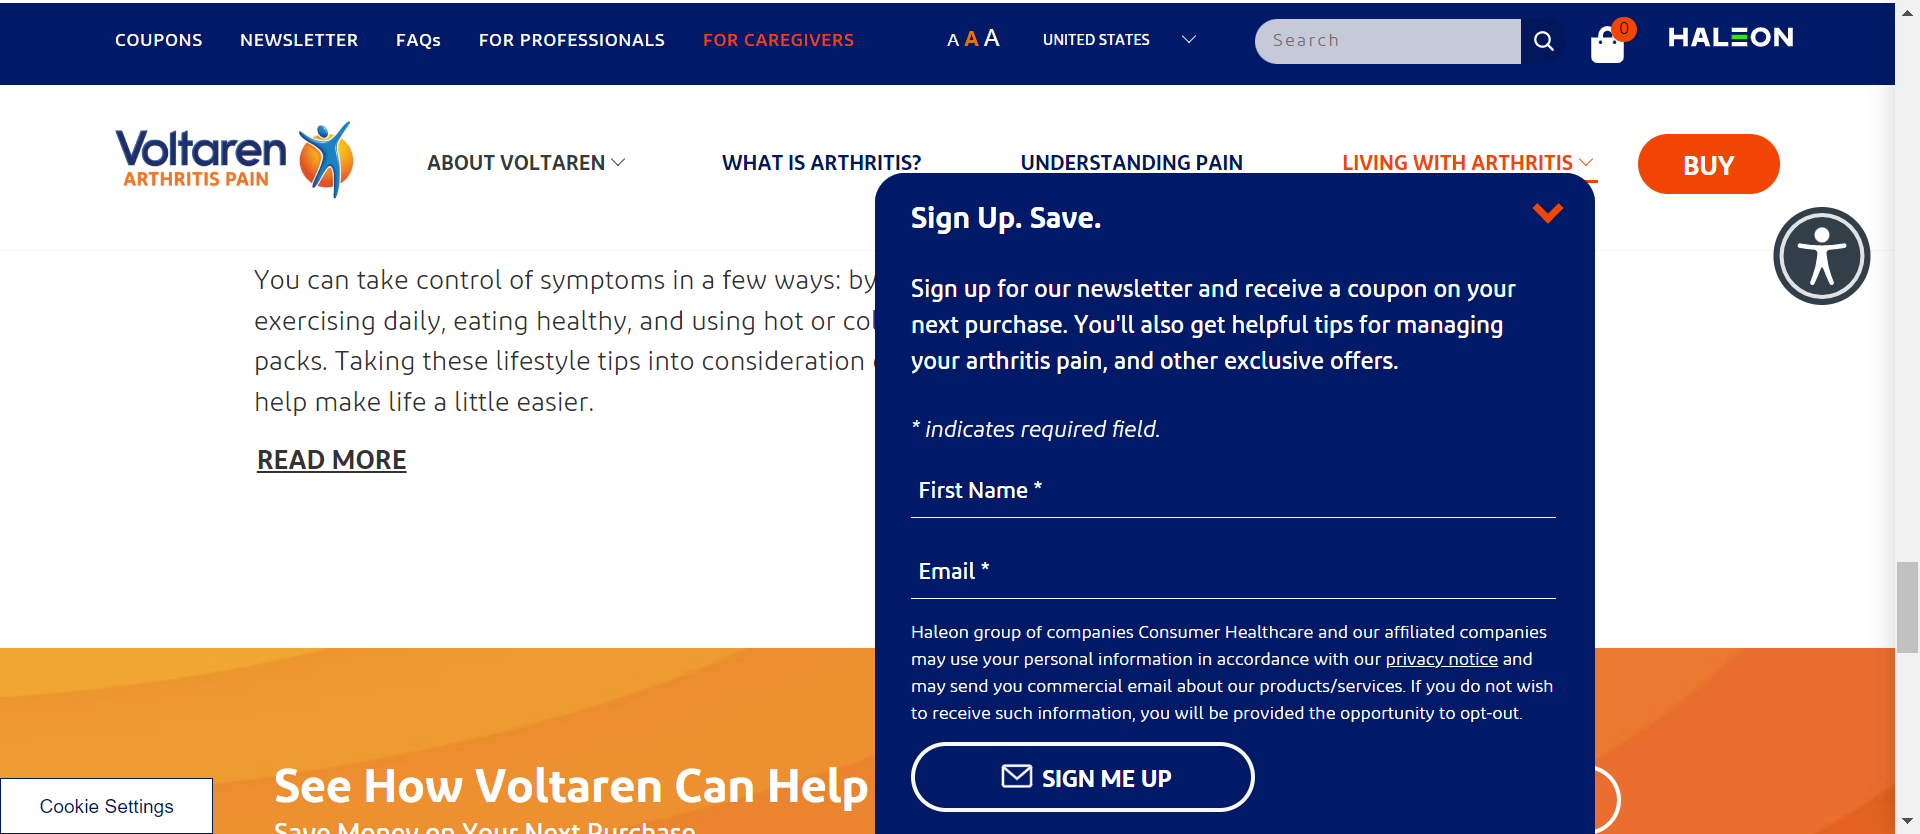 COUPONS NEWSLETTER FAQs FOR PROFESSIONALS FOR CAREGIVERS A A A UNITED STATES Search 0 HALEON
Voltaren
ARTHRITIS PAIN
ABOUT VOLTAREN WHAT IS ARTHRITIS? UNDERSTANDING PAIN LIVING WITH ARTHRITIS BUY
You can take control of symptoms in a few ways: by
exercising daily, eating healthy, and using hot or
packs. Taking these lifestyle tips into consideration
help make life a little easier.
READ MORE
Sign Up. Save.
Sign up for our newsletter and receive a coupon on your
next purchase. You'll also get helpful tips for managing
your arthritis pain, and other exclusive offers.
* indicates required field.
First Name *
Email *
Haleon group of companies Consumer Healthcare and our affiliated companies
may use your personal information in accordance with our privacy notice and
may send you commercial email about our products/services. If you do not wish
to receive such information, you will be provided the opportunity to opt-out.
SIGN ME UP
See How Voltaren Can Help
Save Money on Your Next Purchase
Cookie Settings